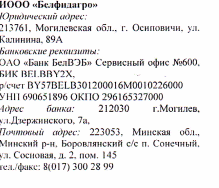 ИООО «Белфидагро»
Юридический адрес:
213761, Могилевская обл., г. Осиповичи, ул.
Калинина, 89А
Банковские реквизиты:
ОАО «Банк БелВЭБ» Сервисный офис №600,
БИК BELBBY2X,
р/счет BY57BELB30120016M0010226000
УНП 690651896 ОКПО 296165327000
Адрес банка: 212030 г.Могилев,
ул.Дзержинского, 7а,
Почтовый адрес: 223053, Минская обл.,
Минский р-н, Боровлянский с/с п. Сонечный,
ул. Сосновая, д. 2, пом. 145
тел./факс: 8(017) 300 28 99